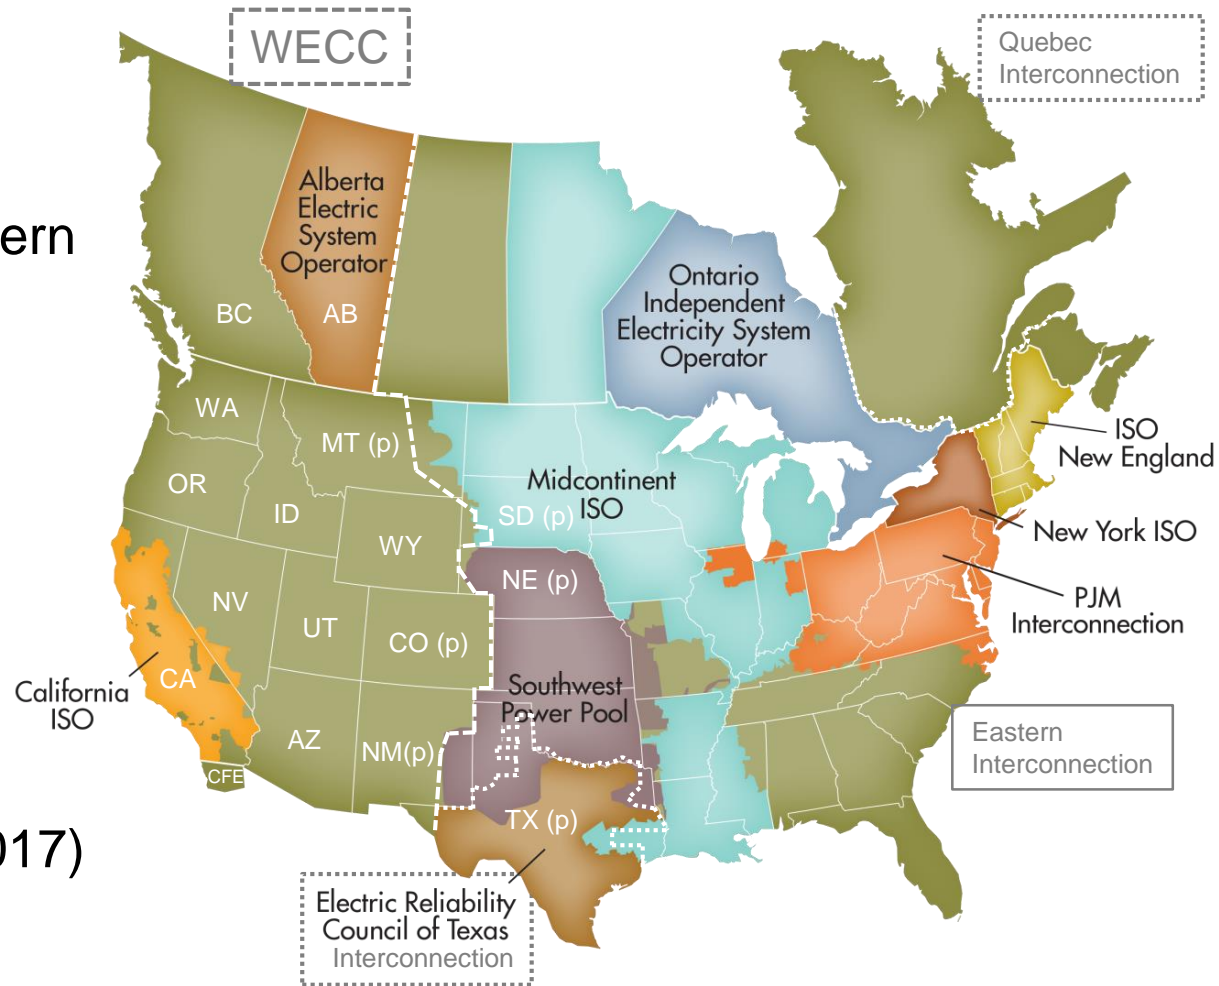 WECC
Quebec
Interconnection
Alberta
Electric
System
Operator
ern
Ontario
Independent
Electricity System
Operator
BC
AB
WA
MT (p)
ISO
New England
OR
Midcontinent
ISO
ID
SD (p)
New York ISO
WY
NE (p)
PJM
Interconnection
NV
UT
CO (p)
California
ISO
CA
Southwest
Power Pool
AZ
NM(p)
Eastern
Interconnection
CFE
TX (p)
017)
Electric Reliability
Council of Texas
Interconnection